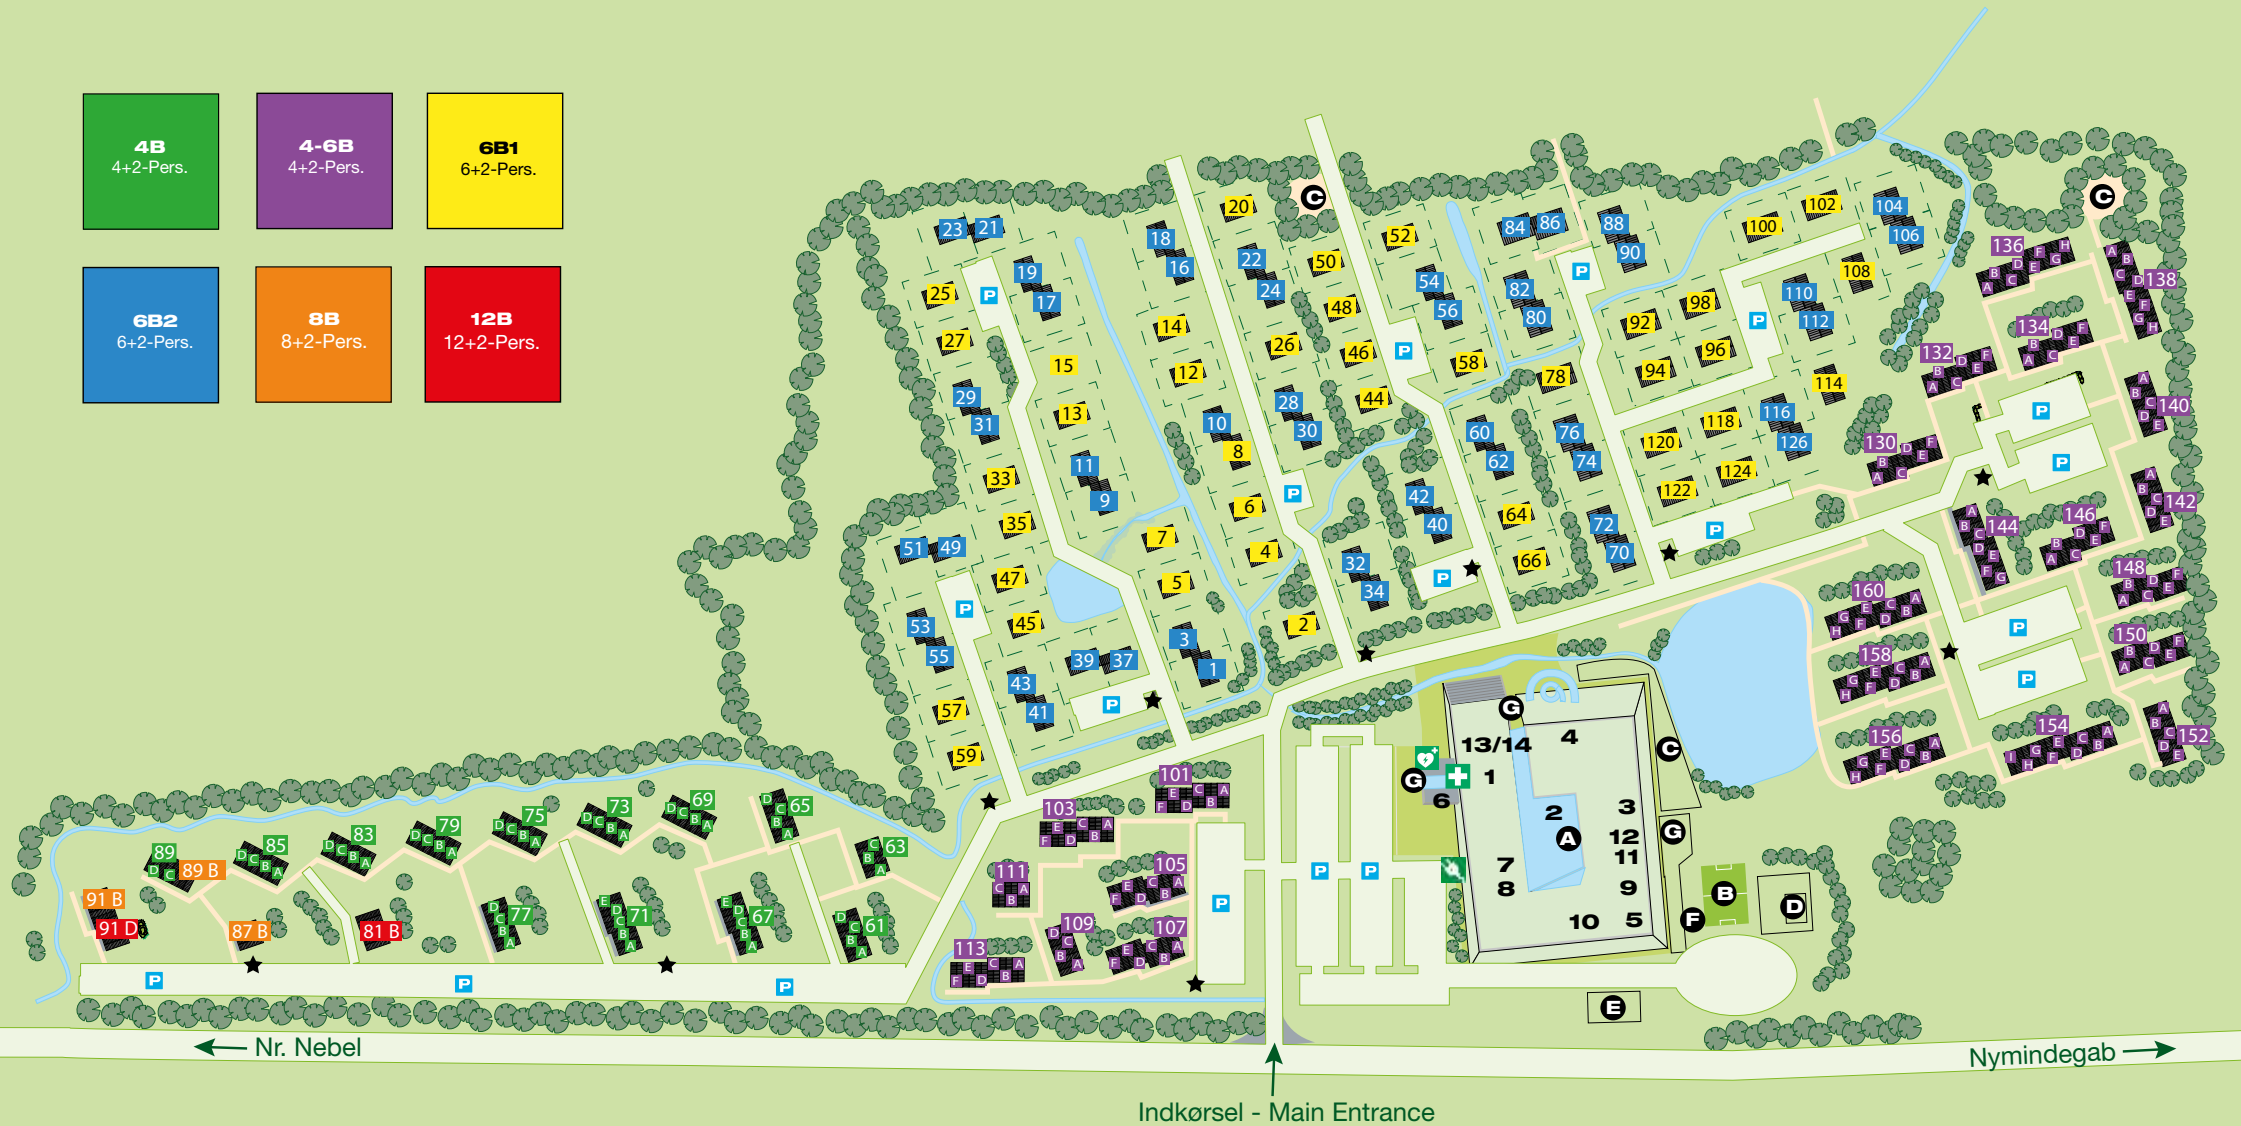 4B
4+2-Pers.
4-6B
4+2-Pers.
6B1
6+2-Pers.
6B2
6+2-Pers.
8B
8+2-Pers.
12B
12+2-Pers.
23 21
25
P
19
17
27
15
29
31
13
33
11
9
35
51 49
47
7
5
53
P
45
55
3
1
39 37
43
41
P
57
59
20
C
18
16
22
24
50
48
14
26
46
12
28
30
44
10
8
P
6
4
32
34
2
52
54
56
P
58
42
40
P
84 86
88
90
P
82
80
78
60
62
76
74
64
66
72
70
100
102
104
106
108
98
92
P
110
112
94
96
114
118
116
126
120
124
122
P
C
136
A B C D E F G H
138
A B C D E F G H
134
A B C D E F
132
A B C D E F
140
A B C D E
130
A B C D E F
P
P
142
A B C D E
144
A B C D E F G
146
A B C D E F
148
A B C D E F
150
A B C D E F
152
A B C D E
154
I H G F E D C B A
P
P
160
H G F E D C B A
158
H G F E D C B A
156
H G F E D C B A
G
13/14
4
1
G
6
C
2
3
A
12
11
G
7
8
9
10
5
B
F
D
E
P
P
P
101
F E D C B A
103
F E D C B A
105
F E D C B A
107
F E D C B A
109
D C B A
111
C B A
113
F E D C B A
65
D C B A
63
C B A
69
D C B A
73
D C B A
75
D C B A
79
D C B A
83
D C B A
85
D C B A
89
D C
89 B
91 B
91 D
87 B
81 B
77
D C B A
71
E D C B A
67
E D C B A
61
D C B A
P
P
P
Nr. Nebel
Nymindegab
Indkørsel - Main Entrance